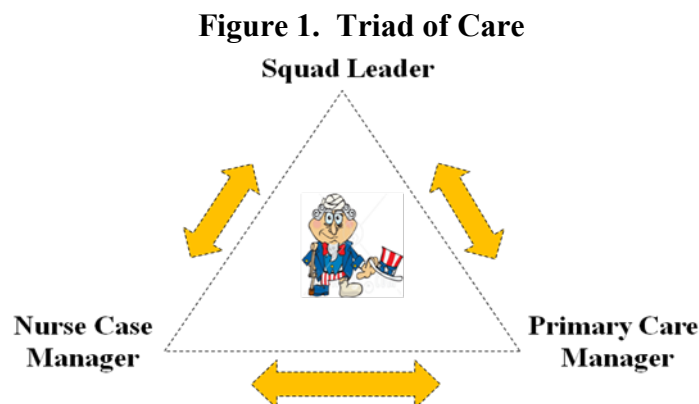 Figure 1.  Triad of Care
Squad Leader
Nurse Case
Manager
Primary Care
Manager